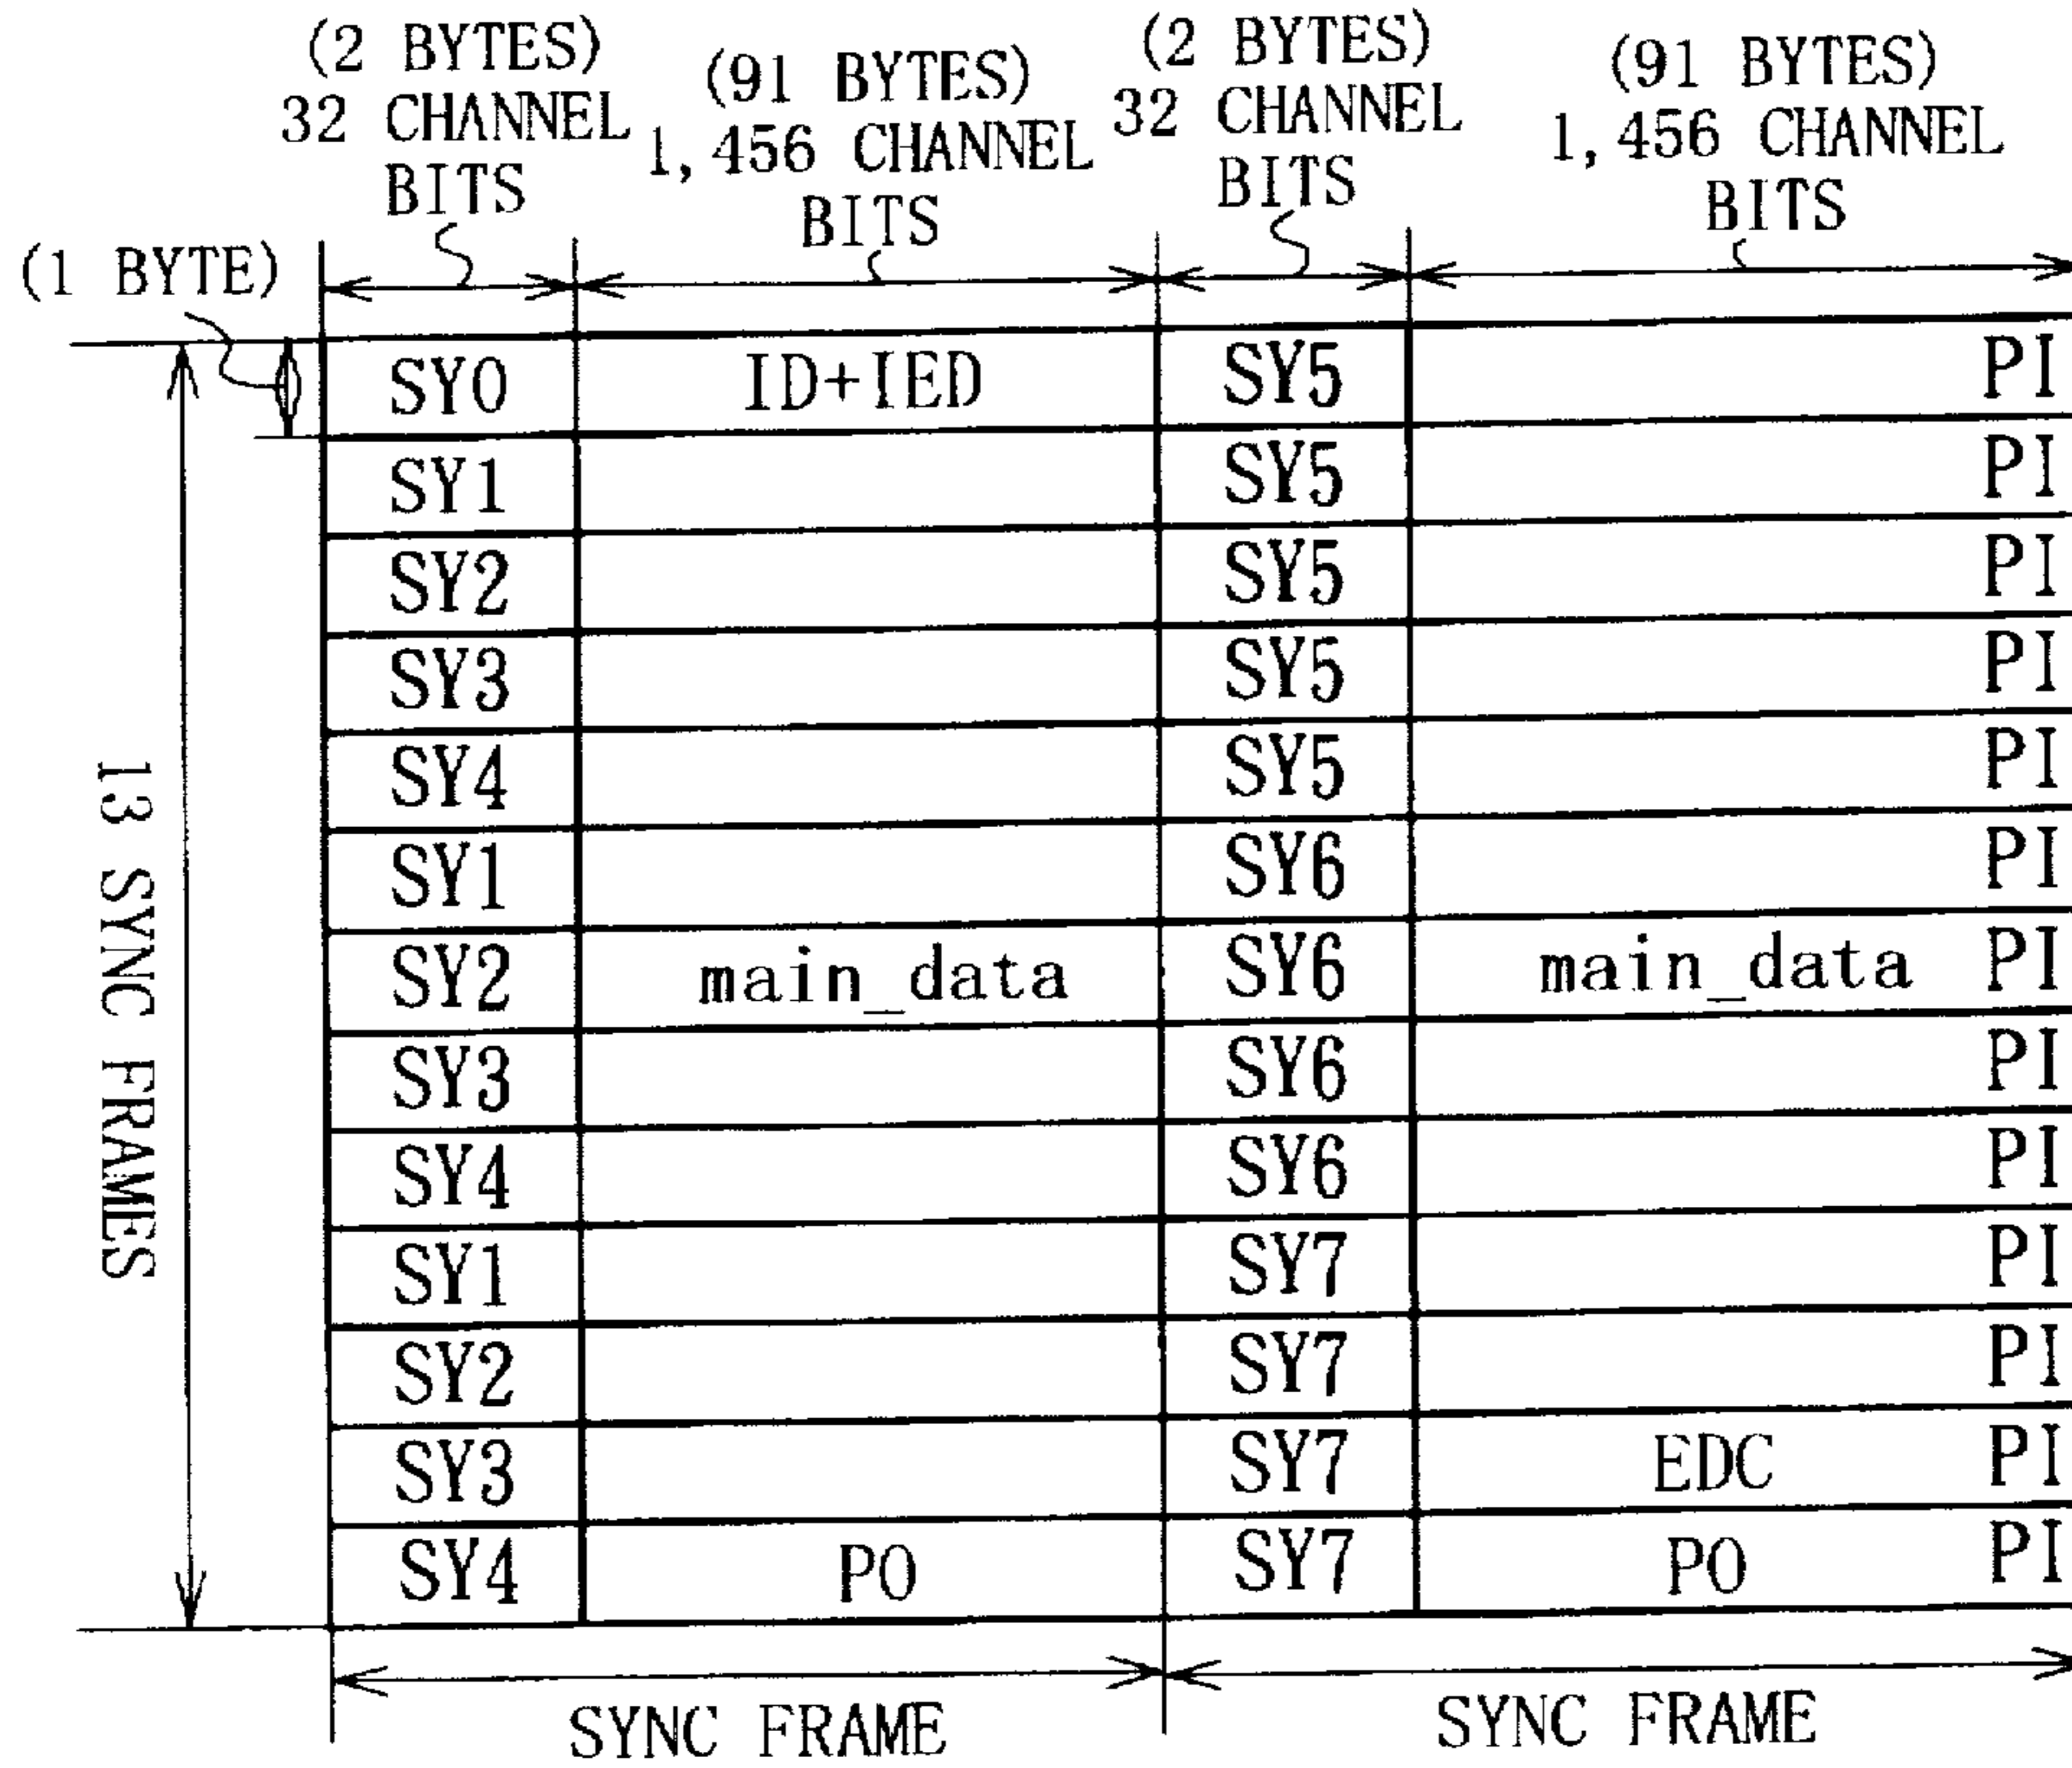 (2 BYTES)
32 CHANNEL
BITS
(91 BYTES)
1,456 CHANNEL
BITS
(2 BYTES)
32 CHANNEL
BITS
(91 BYTES)
1,456 CHANNEL
BITS
(1 BYTE)
13 SYNC FRAMES
SY0 ID+IED SY5 PI
SY1 SY5 PI
SY2 SY5 PI
SY3 SY5 PI
SY4 SY5 PI
SY1 SY6 PI
SY2 main_data SY6 main_data PI
SY3 SY6 PI
SY4 SY6 PI
SY1 SY7 PI
SY2 SY7 PI
SY3 SY7 EDC PI
SY4 PO SY7 PO PI
SYNC FRAME SYNC FRAME